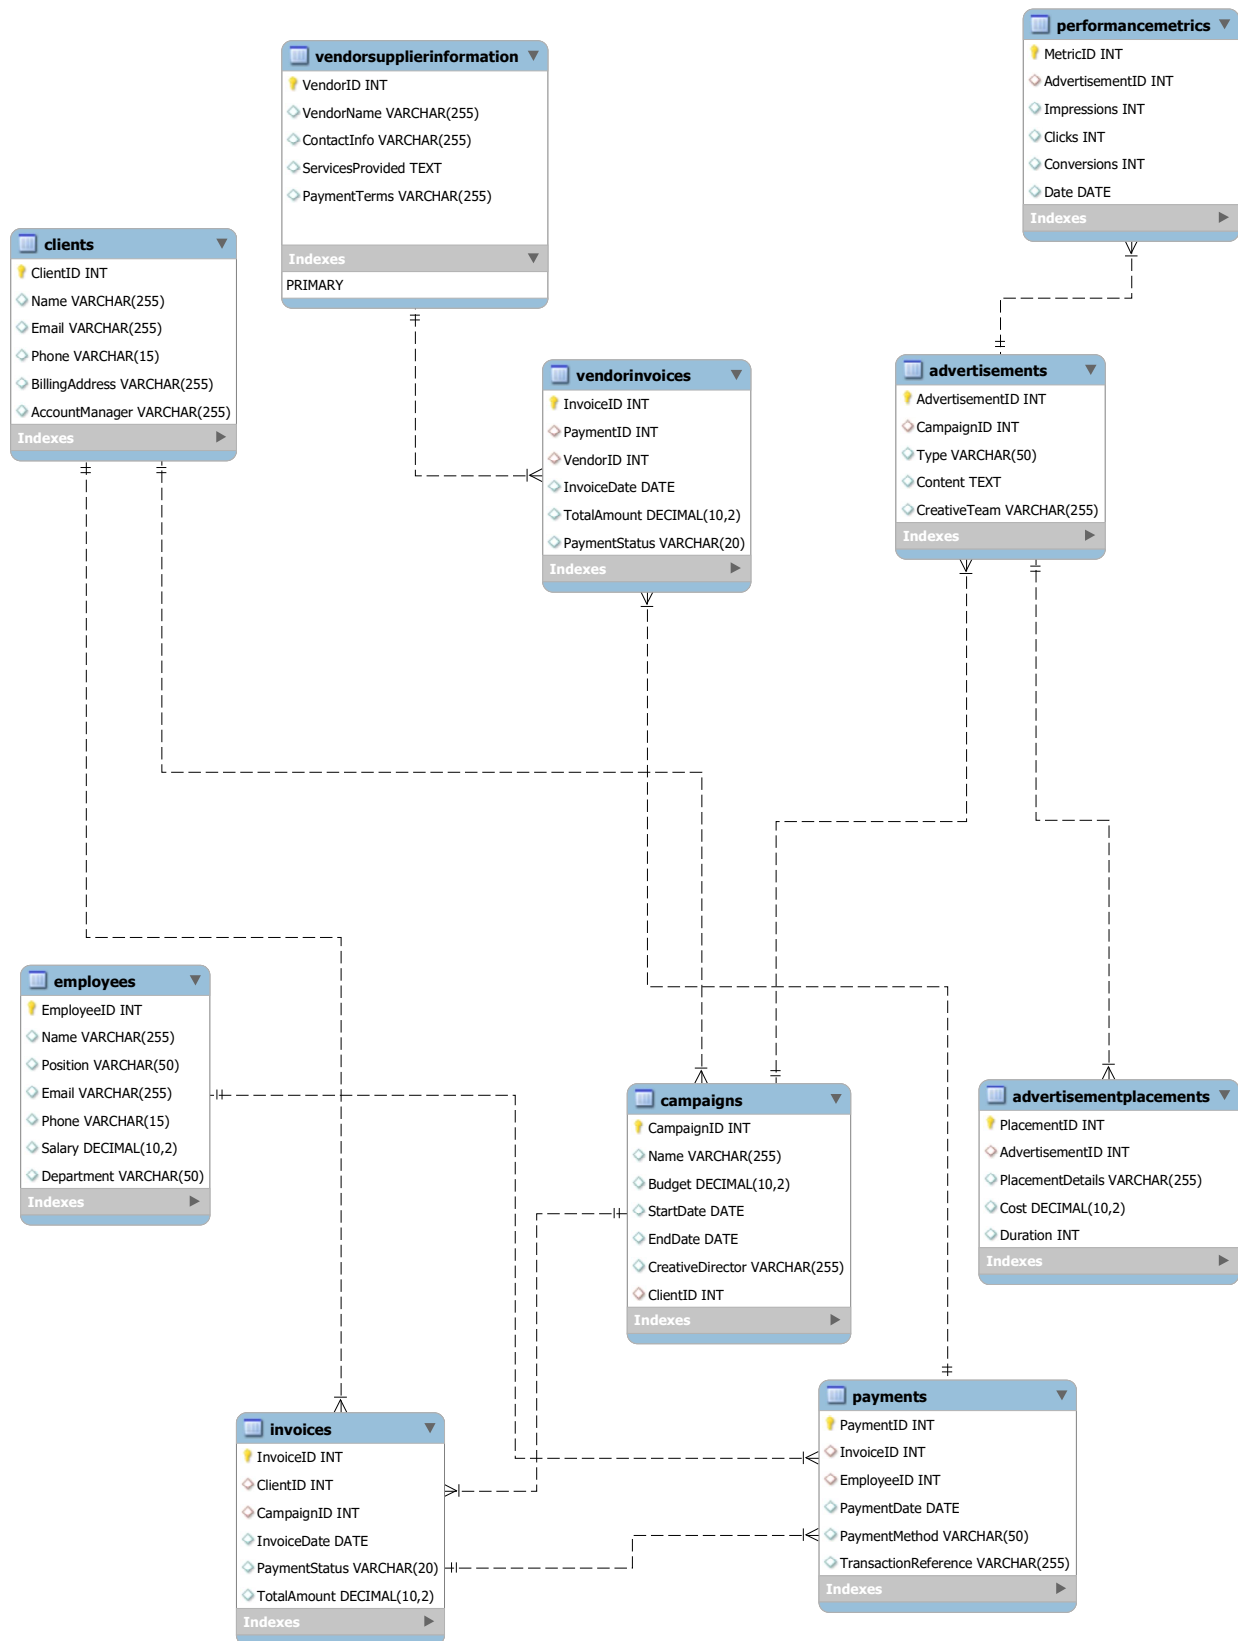 performancemetrics
MetricID INT
AdvertisementID INT
Impressions INT
Clicks INT
Conversions INT
Date DATE
Indexes
vendorsupplierinformation
VendorID INT
VendorName VARCHAR(255)
ContactInfo VARCHAR(255)
ServicesProvided TEXT
PaymentTerms VARCHAR(255)
Indexes
PRIMARY
clients
ClientID INT
Name VARCHAR(255)
Email VARCHAR(255)
Phone VARCHAR(15)
BillingAddress VARCHAR(255)
AccountManager VARCHAR(255)
Indexes
vendorinvoices
InvoiceID INT
PaymentID INT
VendorID INT
InvoiceDate DATE
TotalAmount DECIMAL(10,2)
PaymentStatus VARCHAR(20)
Indexes
advertisements
AdvertisementID INT
CampaignID INT
Type VARCHAR(50)
Content TEXT
CreativeTeam VARCHAR(255)
Indexes
employees
EmployeeID INT
Name VARCHAR(255)
Position VARCHAR(50)
Email VARCHAR(255)
Phone VARCHAR(15)
Salary DECIMAL(10,2)
Department VARCHAR(50)
Indexes
campaigns
CampaignID INT
Name VARCHAR(255)
Budget DECIMAL(10,2)
StartDate DATE
EndDate DATE
CreativeDirector VARCHAR(255)
ClientID INT
Indexes
advertisementplacements
PlacementID INT
AdvertisementID INT
PlacementDetails VARCHAR(255)
Cost DECIMAL(10,2)
Duration INT
Indexes
invoices
InvoiceID INT
ClientID INT
CampaignID INT
InvoiceDate DATE
PaymentStatus VARCHAR(20)
TotalAmount DECIMAL(10,2)
Indexes
payments
PaymentID INT
InvoiceID INT
EmployeeID INT
PaymentDate DATE
PaymentMethod VARCHAR(50)
TransactionReference VARCHAR(255)
Indexes